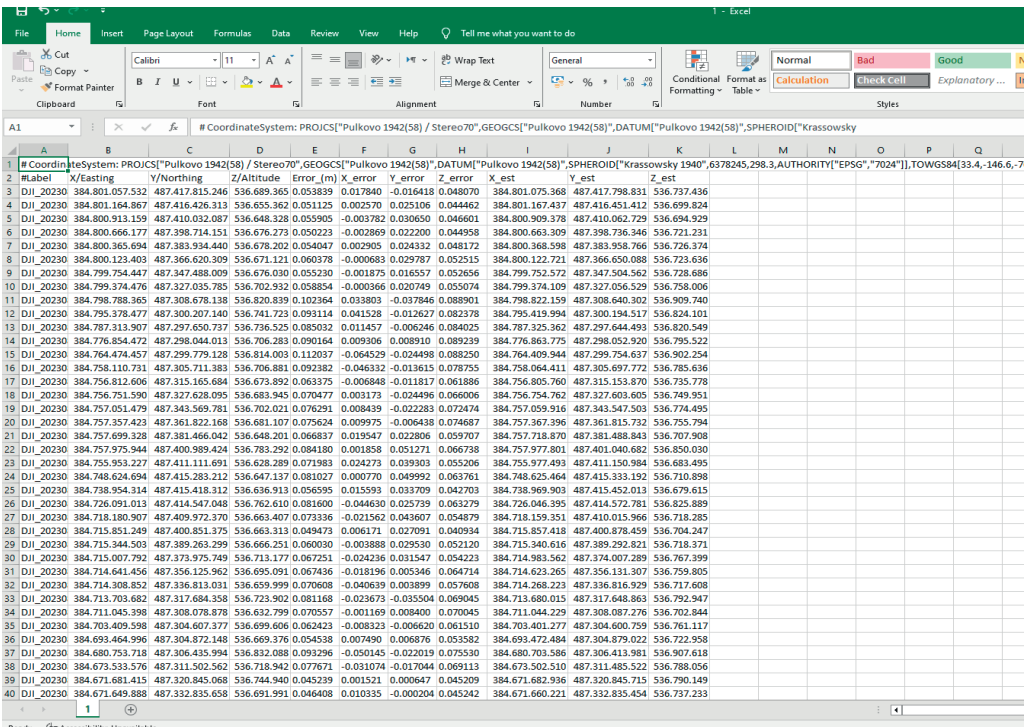 1 - Excel
File Home Insert Page Layout Formulas Data Review View Help Tell me what you want to do
Cut
Copy
Format Painter
Paste
Clipboard
Calibri 11
B I U
Font
Wrap Text
Merge & Center
Alignment
General
Number
Conditional Formatting
Format as Table
Normal Bad Good
Calculation Check Cell Explanatory ...
Styles
A1 fx # CoordinateSystem: PROJCS["Pulkovo 1942(58) / Stereo70",GEOGCS["Pulkovo 1942(58)",DATUM["Pulkovo 1942(58)",SPHEROID["Krassowsky
A B C D E F G H I J K L M N O P Q
1 # CoordinateSystem: PROJCS["Pulkovo 1942(58) / Stereo70",GEOGCS["Pulkovo 1942(58)",DATUM["Pulkovo 1942(58)",SPHEROID["Krassowsky 1940",6378245,298.3,AUTHORITY["EPSG","7024"]],TOWGS84[33.4,-146.6,-7
2 #Label X/Easting Y/Northing Z/Altitude Error_(m) X_error Y_error Z_error X_est Y_est Z_est
3 DJI_20230 384.801.057.532 487.417.815.246 536.689.365 0.053839 0.017840 -0.016418 0.048070 384.801.075.368 487.417.798.831 536.737.436
4 DJI_20230 384.801.164.867 487.416.426.313 536.655.362 0.051125 0.002570 0.025106 0.044462 384.801.167.437 487.416.451.412 536.699.824
5 DJI_20230 384.800.913.159 487.410.032.087 536.648.328 0.055905 -0.003782 0.030650 0.046601 384.800.909.378 487.410.062.729 536.694.929
6 DJI_20230 384.800.666.177 487.398.714.151 536.676.273 0.050223 -0.002869 0.022200 0.044958 384.800.663.309 487.398.736.346 536.721.231
7 DJI_20230 384.800.365.694 487.383.934.440 536.678.202 0.054047 0.002905 0.024332 0.048172 384.800.368.598 487.383.958.766 536.726.374
8 DJI_20230 384.800.123.403 487.366.620.309 536.671.121 0.060378 -0.000683 0.029787 0.052515 384.800.122.721 487.366.650.088 536.723.636
9 DJI_20230 384.799.754.447 487.347.488.009 536.676.030 0.055230 -0.001875 0.016557 0.052656 384.799.752.572 487.347.504.562 536.728.686
10 DJI_20230 384.799.374.476 487.327.035.785 536.702.932 0.058854 -0.000366 0.020749 0.055074 384.799.374.109 487.327.056.529 536.758.006
11 DJI_20230 384.798.788.365 487.308.678.138 536.820.839 0.102364 0.033803 -0.037846 0.088901 384.798.822.159 487.308.640.302 536.909.740
12 DJI_20230 384.795.378.477 487.300.207.140 536.741.723 0.093114 0.041528 -0.012627 0.082378 384.795.419.994 487.300.194.517 536.824.101
13 DJI_20230 384.787.313.907 487.297.650.737 536.736.525 0.085032 0.011457 -0.006246 0.084025 384.787.325.362 487.297.644.493 536.820.549
14 DJI_20230 384.776.854.472 487.298.044.013 536.706.283 0.090164 0.009306 0.008910 0.089239 384.776.863.775 487.298.052.920 536.795.522
15 DJI_20230 384.764.474.457 487.299.779.128 536.814.003 0.112037 -0.064529 -0.024498 0.088250 384.764.409.944 487.299.754.637 536.902.254
16 DJI_20230 384.758.110.731 487.305.711.383 536.706.881 0.092382 -0.046332 -0.013615 0.078755 384.758.064.411 487.305.697.772 536.785.636
17 DJI_20230 384.756.812.606 487.315.165.684 536.673.892 0.063375 -0.006848 -0.011817 0.061886 384.756.805.760 487.315.153.870 536.735.778
18 DJI_20230 384.756.751.590 487.327.628.095 536.683.945 0.070477 0.003173 -0.024496 0.066006 384.756.754.762 487.327.603.605 536.749.951
19 DJI_20230 384.757.051.479 487.343.569.781 536.702.021 0.076291 0.008439 -0.022283 0.072474 384.757.059.916 487.343.547.503 536.774.495
20 DJI_20230 384.757.357.423 487.361.822.168 536.681.107 0.075624 0.009975 -0.006438 0.074687 384.757.367.396 487.361.815.732 536.755.794
21 DJI_20230 384.757.699.328 487.381.466.042 536.648.201 0.066837 0.019547 0.022806 0.059707 384.757.718.870 487.381.488.843 536.707.908
22 DJI_20230 384.757.975.944 487.400.989.424 536.783.292 0.084180 0.001858 0.051271 0.066738 384.757.977.801 487.401.040.682 536.850.030
23 DJI_20230 384.755.953.227 487.411.111.691 536.628.289 0.071983 0.024273 0.039303 0.055206 384.755.977.493 487.411.150.984 536.683.495
24 DJI_20230 384.748.624.694 487.415.283.212 536.647.137 0.081027 0.000770 0.049992 0.063761 384.748.625.464 487.415.333.192 536.710.898
25 DJI_20230 384.738.954.314 487.415.418.312 536.636.913 0.056595 0.015593 0.033709 0.042703 384.738.969.903 487.415.452.013 536.679.615
26 DJI_20230 384.726.091.013 487.414.547.048 536.762.610 0.081600 -0.044630 0.025739 0.063279 384.726.046.395 487.414.572.781 536.825.889
27 DJI_20230 384.718.180.907 487.409.972.370 536.663.407 0.073336 -0.021562 0.043607 0.054879 384.718.159.351 487.410.015.966 536.718.285
28 DJI_20230 384.715.851.249 487.400.851.375 536.663.313 0.049473 0.006171 0.027091 0.040934 384.715.857.418 487.400.878.459 536.704.247
29 DJI_20230 384.715.344.503 487.389.263.299 536.666.251 0.060030 -0.003888 0.029530 0.052120 384.715.340.616 487.389.292.821 536.718.371
30 DJI_20230 384.715.007.792 487.373.975.749 536.713.177 0.067251 -0.024236 0.031547 0.054223 384.714.983.562 487.374.007.289 536.767.399
31 DJI_20230 384.714.641.456 487.356.125.962 536.695.091 0.067436 -0.018196 0.005346 0.064714 384.714.623.265 487.356.131.307 536.759.805
32 DJI_20230 384.714.308.852 487.336.813.031 536.659.999 0.070608 -0.040639 0.003899 0.057608 384.714.268.223 487.336.816.929 536.717.608
33 DJI_20230 384.713.703.682 487.317.684.358 536.723.902 0.081168 -0.023673 -0.035504 0.069045 384.713.680.015 487.317.648.863 536.792.947
34 DJI_20230 384.711.045.398 487.308.078.878 536.632.799 0.070557 -0.001169 0.008400 0.070045 384.711.044.229 487.308.087.276 536.702.844
35 DJI_20230 384.703.409.598 487.304.607.377 536.699.606 0.062423 -0.008323 -0.006620 0.061510 384.703.401.277 487.304.600.759 536.761.117
36 DJI_20230 384.693.464.996 487.304.872.148 536.669.376 0.054538 0.007490 0.006876 0.053582 384.693.472.484 487.304.879.022 536.722.958
37 DJI_20230 384.680.753.718 487.306.435.994 536.832.088 0.093296 -0.050145 -0.022019 0.075530 384.680.703.586 487.306.413.981 536.907.618
38 DJI_20230 384.673.533.576 487.311.502.562 536.718.942 0.077671 -0.031074 -0.017044 0.069113 384.673.502.510 487.311.485.522 536.788.056
39 DJI_20230 384.671.681.415 487.320.845.068 536.744.940 0.045239 0.001521 0.000647 0.045209 384.671.682.936 487.320.845.715 536.790.149
40 DJI_20230 384.671.649.888 487.332.835.658 536.691.991 0.046408 0.010335 -0.000204 0.045242 384.671.660.221 487.332.835.454 536.737.233
1